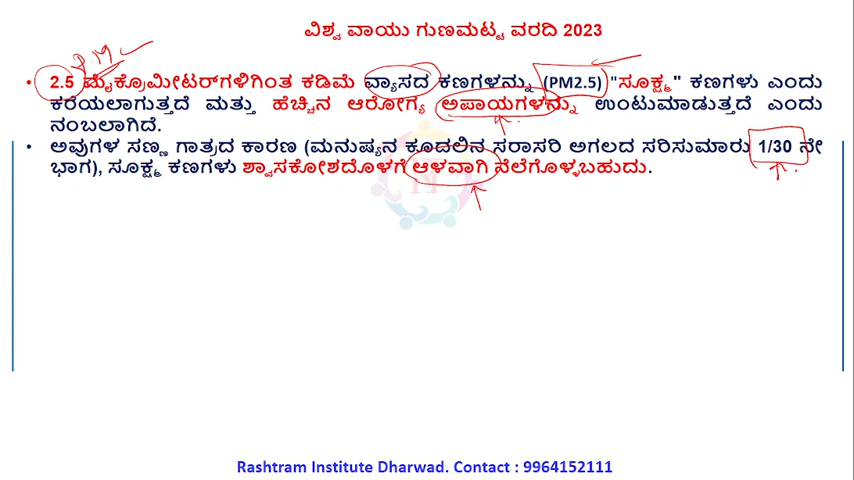 ವಿಶ್ವ ವಾಯು ಗುಣಮಟ್ಟ ವರದಿ 2023
P.M
• 2.5 ಮೈಕ್ರೊಮೀಟರ್‌ಗಳಿಗಿಂತ ಕಡಿಮೆ ವ್ಯಾಸದ ಕಣಗಳನ್ನು (PM2.5) "ಸೂಕ್ಷ್ಮ" ಕಣಗಳು ಎಂದು
ಕರೆಯಲಾಗುತ್ತದೆ ಮತ್ತು ಹೆಚ್ಚಿನ ಆರೋಗ್ಯ ಅಪಾಯಗಳನ್ನು ಉಂಟುಮಾಡುತ್ತದೆ ಎಂದು
ನಂಬಲಾಗಿದೆ.
• ಅವುಗಳ ಸಣ್ಣ ಗಾತ್ರದ ಕಾರಣ (ಮನುಷ್ಯನ ಕೂದಲಿನ ಸರಾಸರಿ ಅಗಲದ ಸರಿಸುಮಾರು 1/30 ನೇ
ಭಾಗ), ಸೂಕ್ಷ್ಮ ಕಣಗಳು ಶ್ವಾಸಕೋಶದೊಳಗೆ ಆಳವಾಗಿ ನೆಲೆಗೊಳ್ಳಬಹುದು.
Rashtram Institute Dharwad. Contact : 9964152111